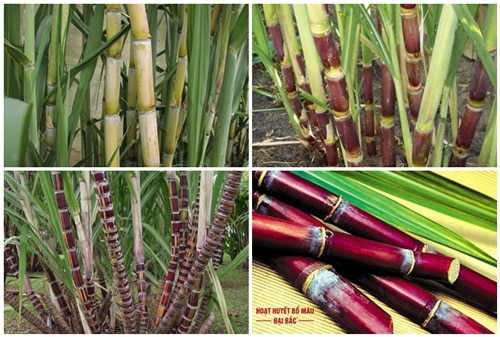 HOẠT HUYẾT BỔ MÁU
ĐẠI BẮC